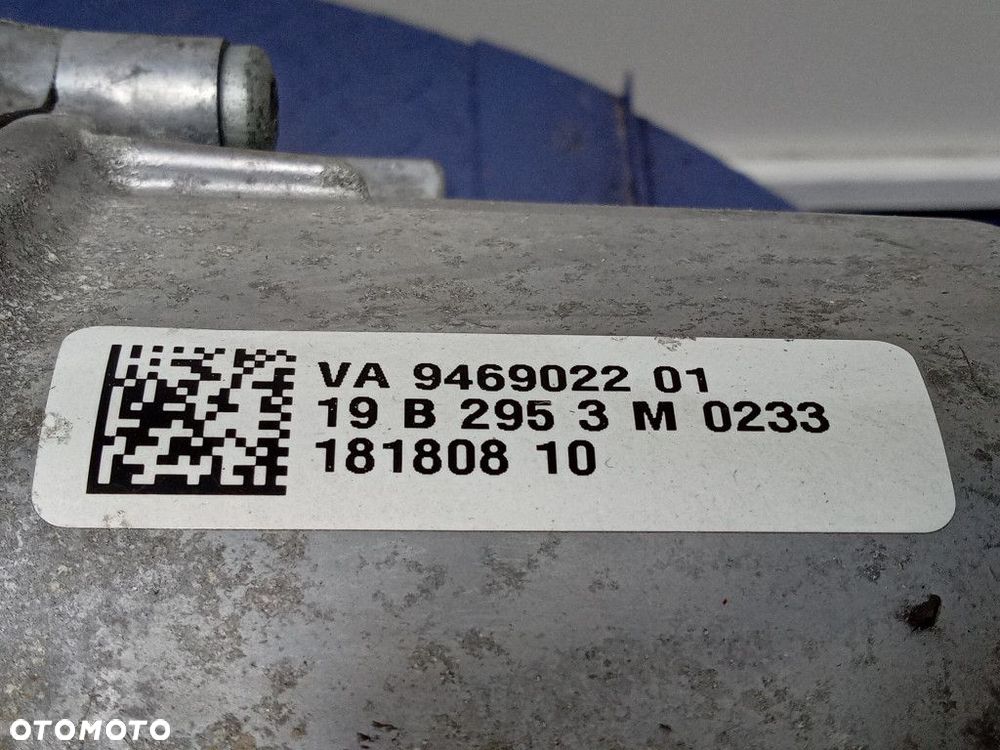 VA 9469022 01
19 B 295 3 M 0233
181808 10
OTOMOTO